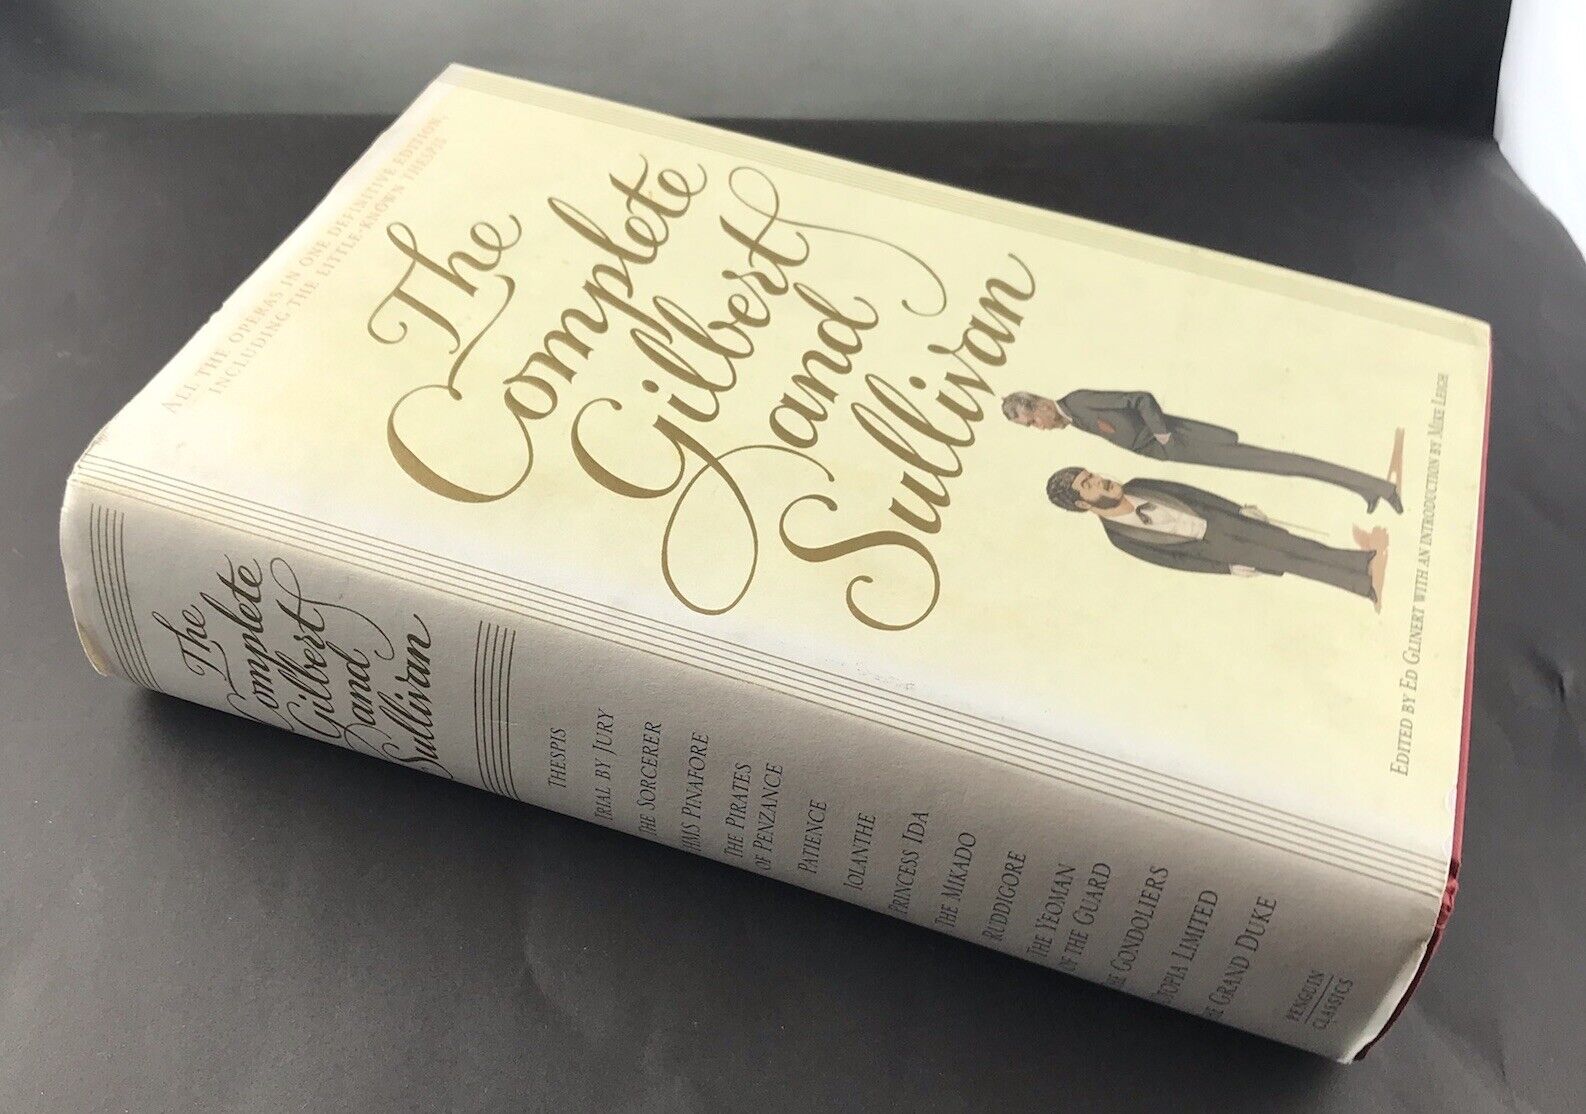 ALL THE OPERAS IN ONE DEFINITIVE EDITION,
INCLUDING THE LITTLE-KNOWN THESPIS
The
Complete
Gilbert
and
Sullivan
EDITED BY ED GLINERT WITH AN INTRODUCTION BY MIKE LEIGH
The
Complete
Gilbert
and
Sullivan
THESPIS
TRIAL BY JURY
THE SORCERER
HMS PINAFORE
THE PIRATES
OF PENZANCE
PATIENCE
IOLANTHE
PRINCESS IDA
THE MIKADO
RUDDIGORE
THE YEOMAN
OF THE GUARD
THE GONDOLIERS
UTOPIA LIMITED
THE GRAND DUKE
PENGUIN
CLASSICS